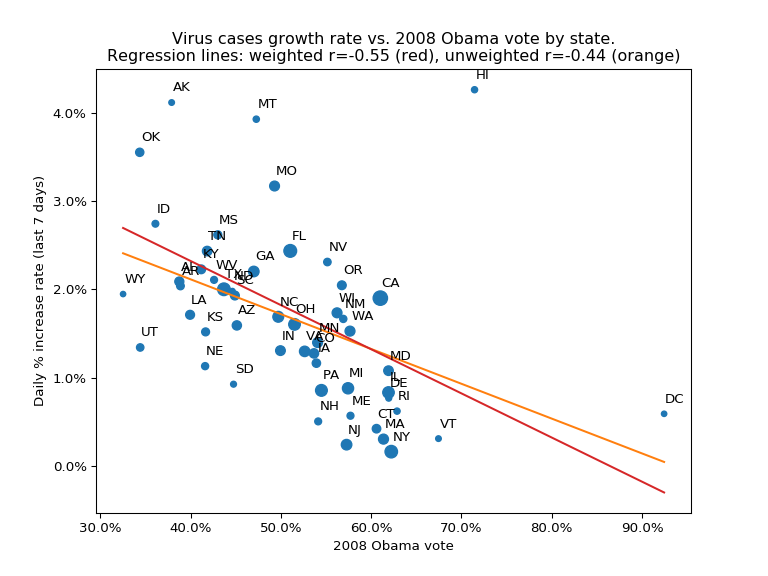 Virus cases growth rate vs. 2008 Obama vote by state.
Regression lines: weighted r=-0.55 (red), unweighted r=-0.44 (orange)
HI
AK
MT
4.0%
OK
MO
3.0%
ID
MS
TN
FL
NV
KY
GA
WV
AL
AR
TX
ND
SC
OR
CA
WY
2.0%
LA
NC
WI
NM
KS
AZ
OH
WA
UT
IN
VA
MN
CO
IA
NE
MD
1.0%
SD
PA
MI
IL
DE
RI
NH
ME
DC
CT
MA
VT
NJ
NY
0.0%
Daily % increase rate (last 7 days)
30.0% 40.0% 50.0% 60.0% 70.0% 80.0% 90.0%
2008 Obama vote